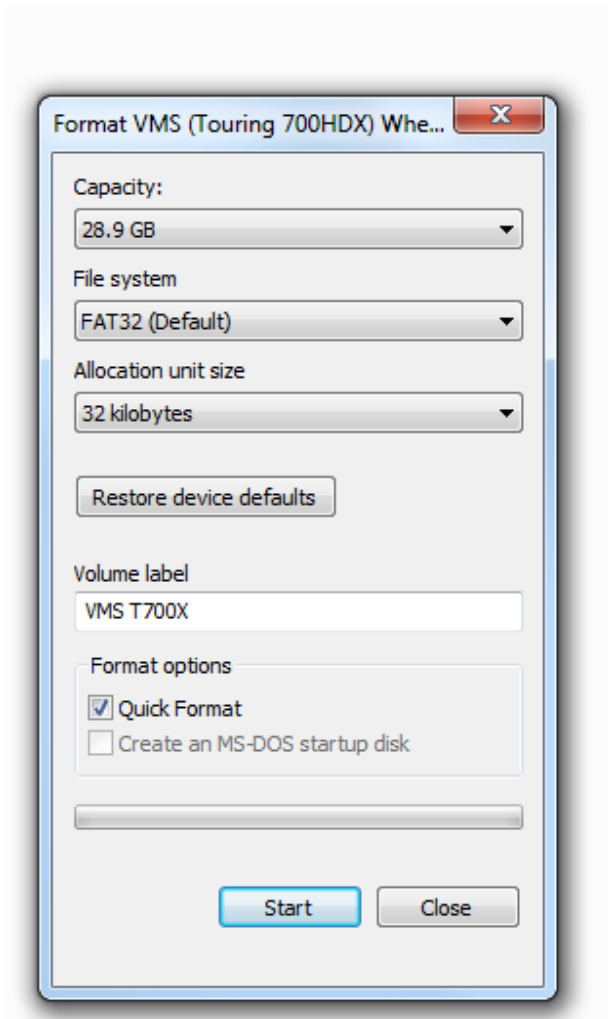 Format VMS (Touring 700HDX) Whe...
Capacity:
28.9 GB
File system
FAT32 (Default)
Allocation unit size
32 kilobytes
Restore device defaults
Volume label
VMS T700X
Format options
Quick Format
Create an MS-DOS startup disk
Start
Close